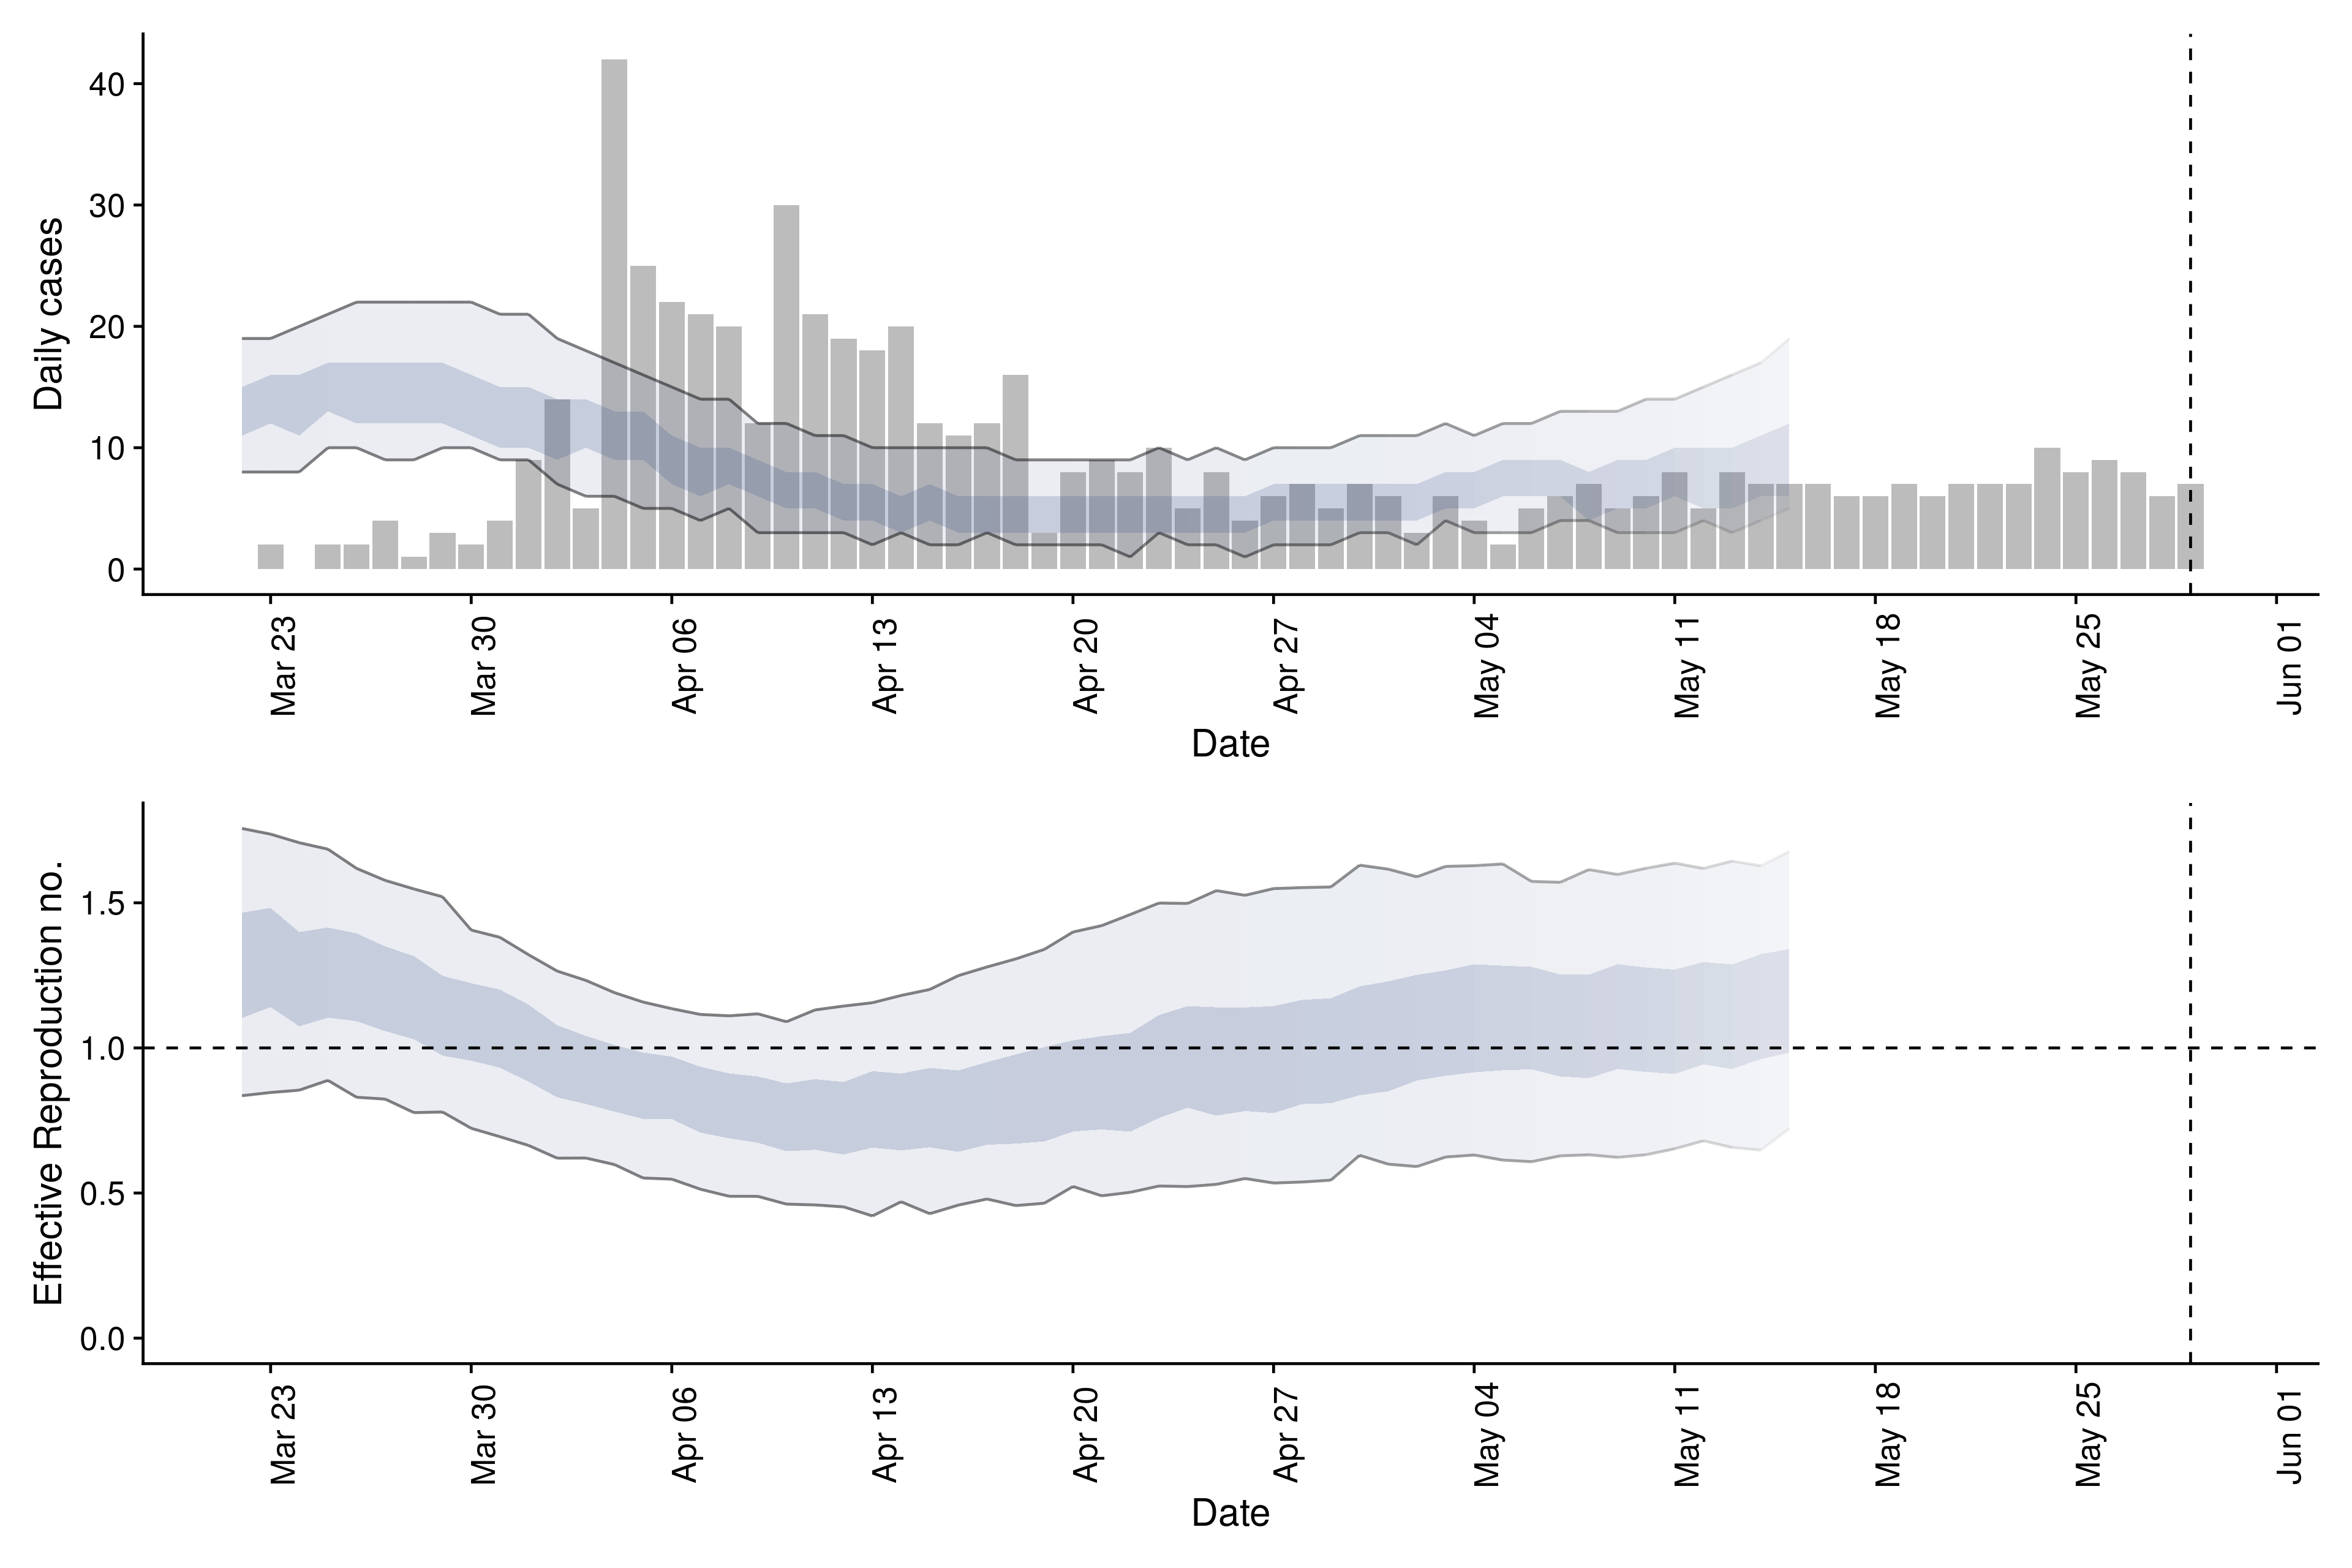 Daily cases
40
30
20
10
0
Mar 23
Mar 30
Apr 06
Apr 13
Apr 20
Apr 27
May 04
May 11
May 18
May 25
Jun 01
Date
Effective Reproduction no.
1.5
1.0
0.5
0.0
Mar 23
Mar 30
Apr 06
Apr 13
Apr 20
Apr 27
May 04
May 11
May 18
May 25
Jun 01
Date